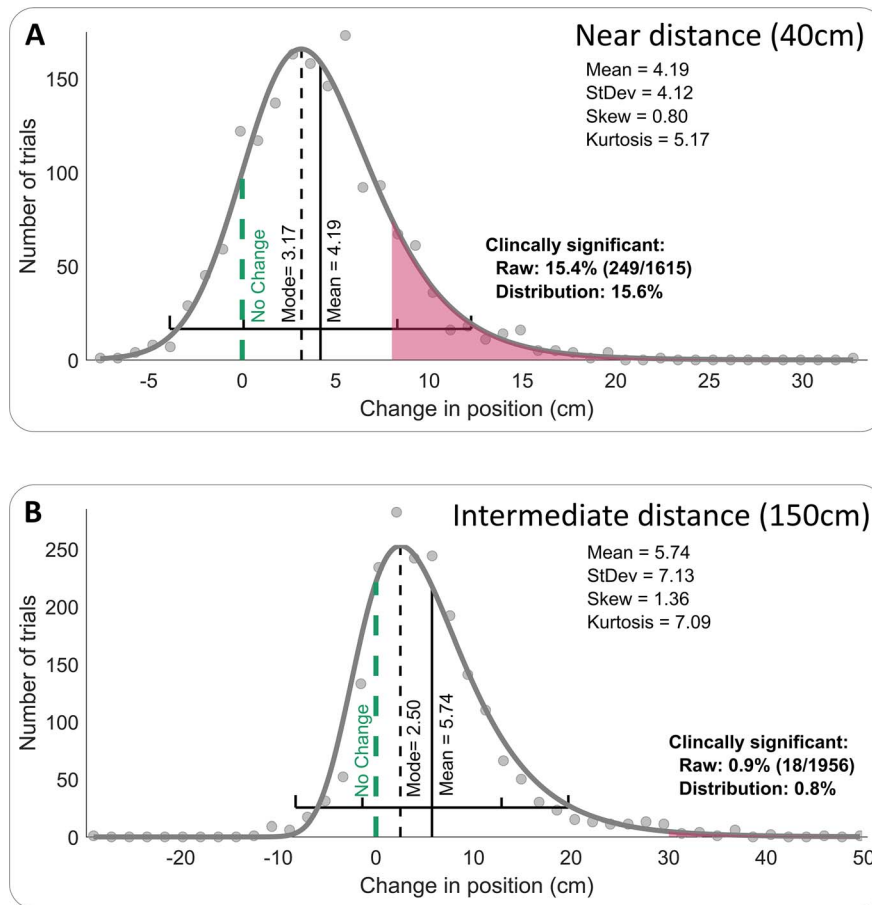 A
Near distance (40cm)
Mean = 4.19
StDev = 4.12
Skew = 0.80
Kurtosis = 5.17
Number of trials
150
100
50
0
No Change
Mode= 3.17
Mean = 4.19
Clincally significant:
Raw: 15.4% (249/1615)
Distribution: 15.6%
-5 0 5 10 15 20 25 30
Change in position (cm)
B
Intermediate distance (150cm)
Mean = 5.74
StDev = 7.13
Skew = 1.36
Kurtosis = 7.09
Number of trials
250
200
150
100
50
0
No Change
Mode= 2.50
Mean = 5.74
Clincally significant:
Raw: 0.9% (18/1956)
Distribution: 0.8%
-20 -10 0 10 20 30 40 50
Change in position (cm)